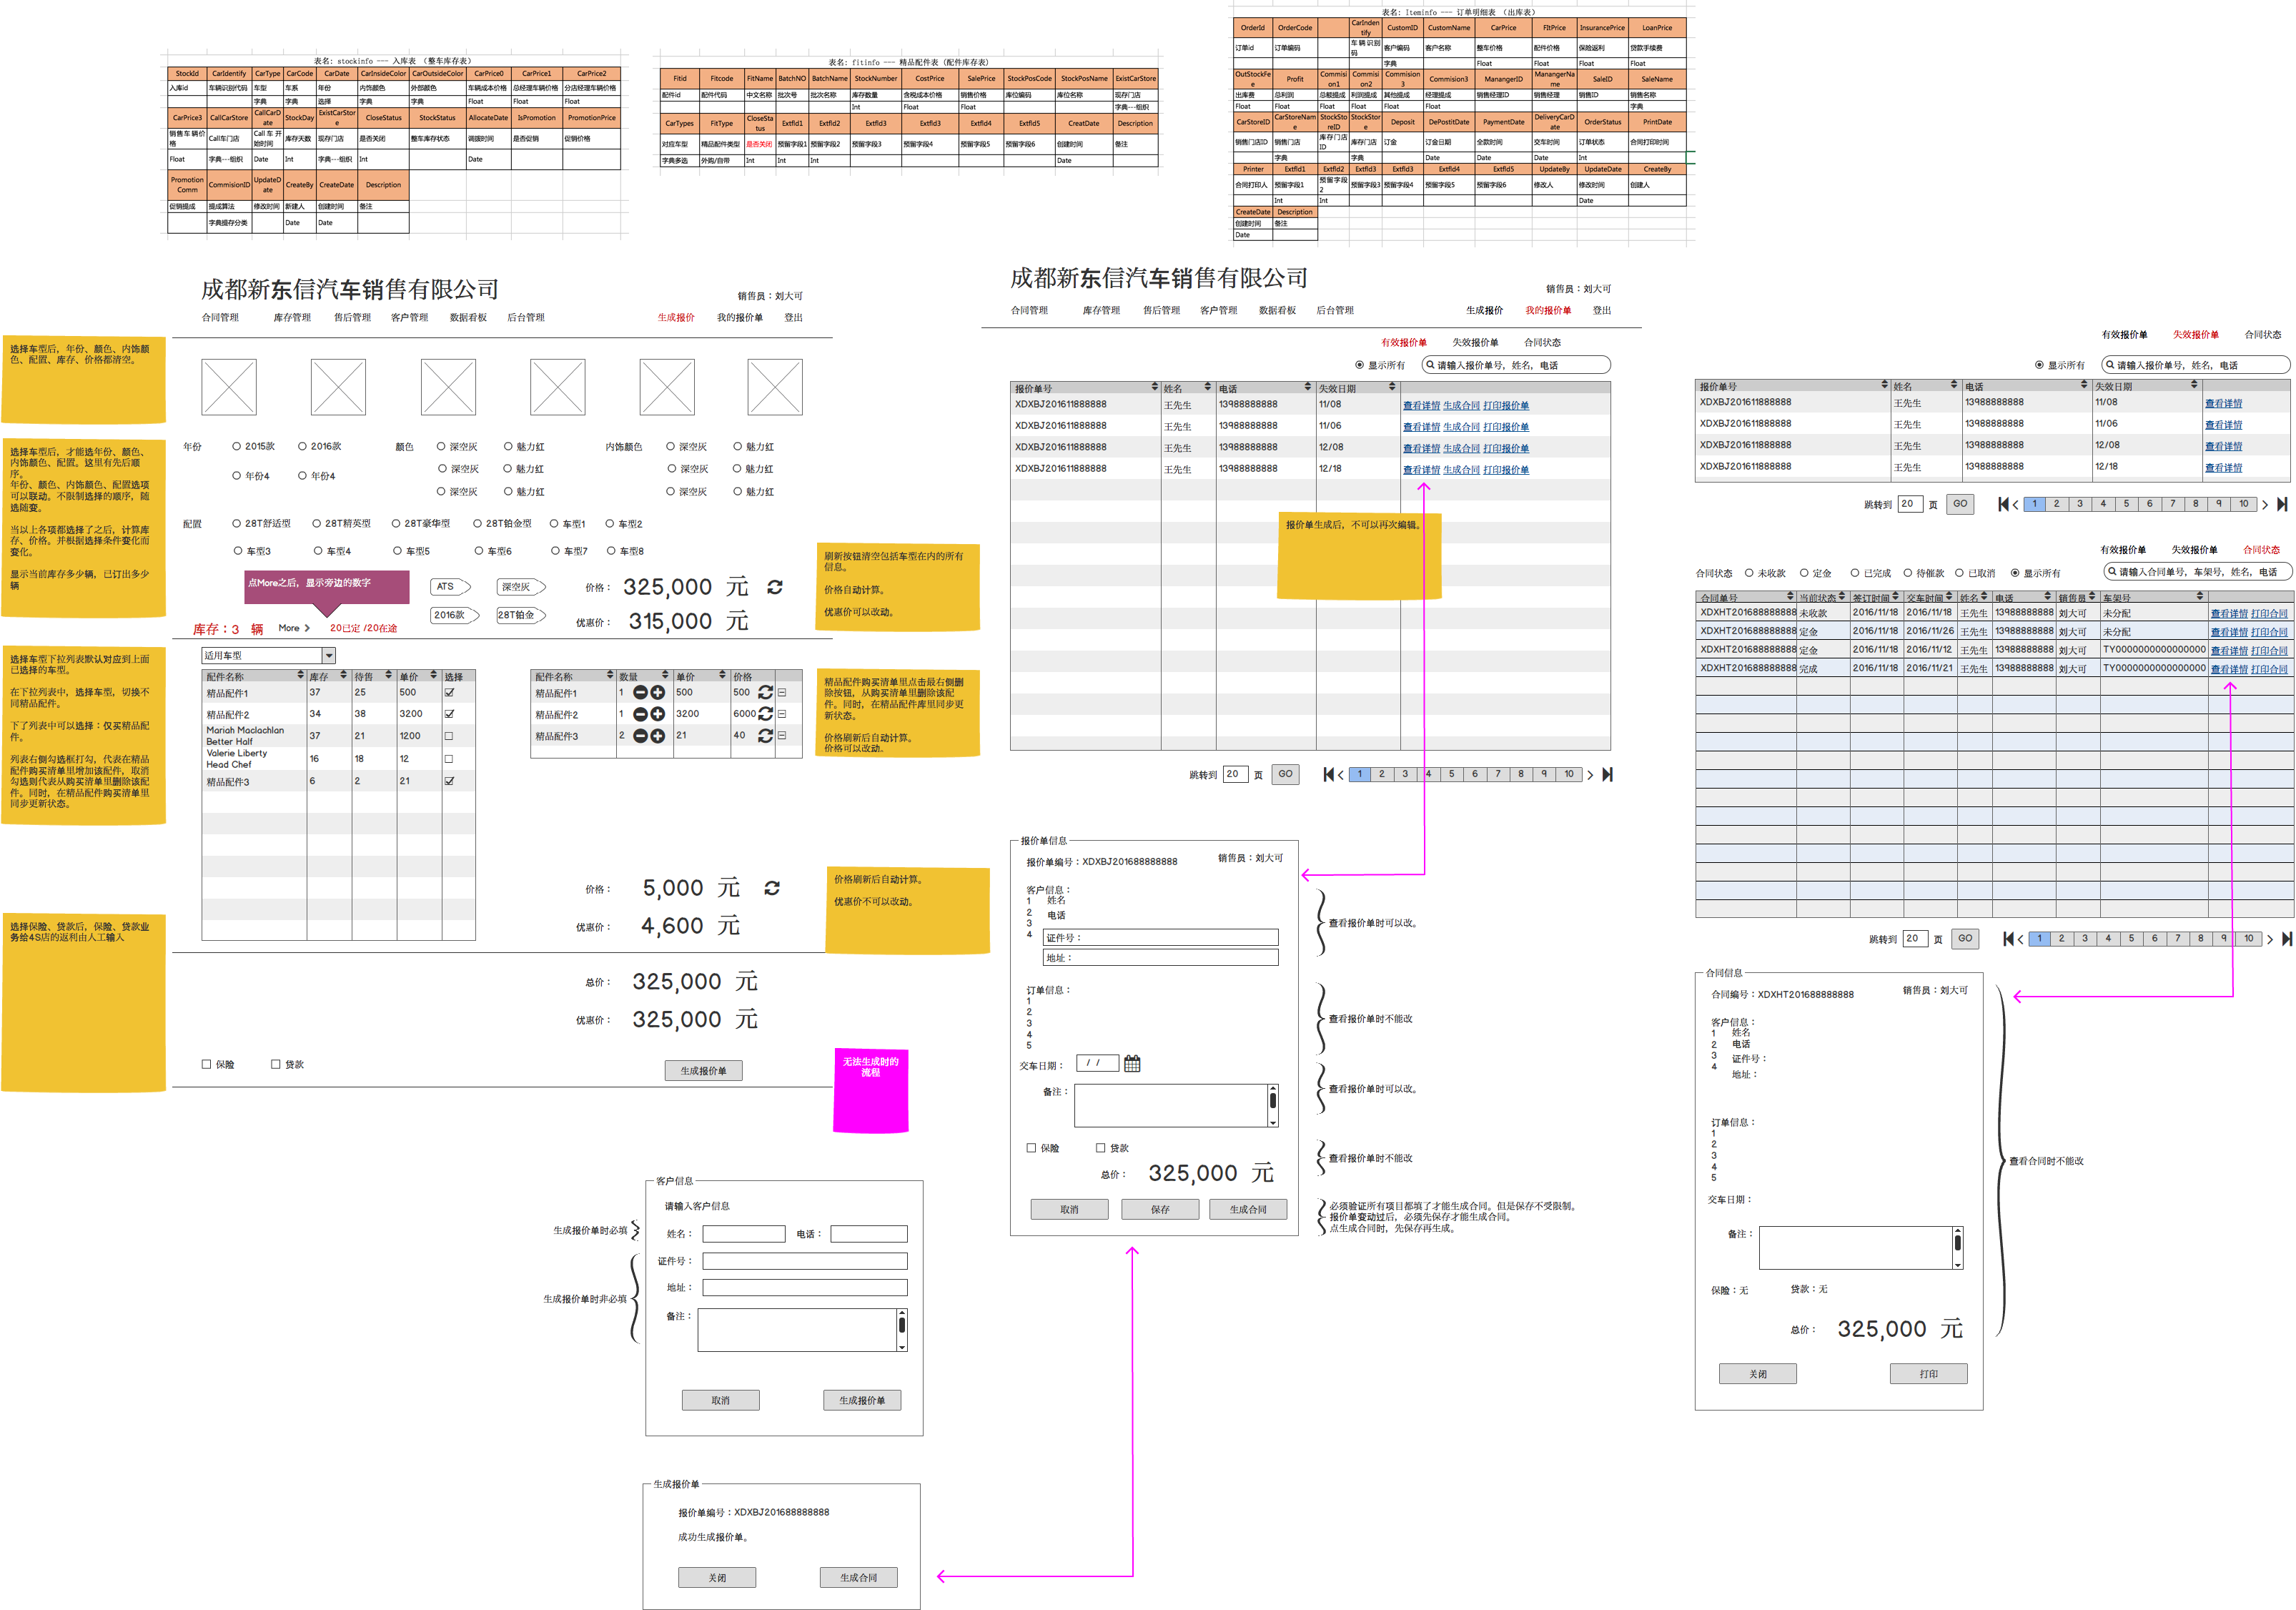 表名: stockinfo --- 入库表 (整车库存表)
StockId CarIdentify CarType CarCode CarDate CarInsideColor CarOutsideColor CarPrice0 CarPrice1 CarPrice2
入库id 车辆识别代码 车型 车系 年份 内饰颜色 外部颜色 车辆成本价格 总经理车辆价格 分店经理车辆价格
字典 字典 选择 字典 字典 Float Float Float
CarPrice3 CallCarStore CallCarDate StockDay ExistCarStore CloseStatus StockStatus AllocateDate IsPromotion PromotionPrice
销售车辆价格 Call车门店 Call车开始时间 库存天数 现存门店 是否关闭 整车库存状态 调拨时间 是否促销 促销价格
Float 字典---组织 Date Int 字典---组织 Int Date
PromotionComm CommisionID UpdateDate CreateBy CreateDate Description
促销提成 提成算法 修改时间 新建人 创建时间 备注
字典提存分类 Date Date
表名: fitinfo --- 精品配件表 (配件库存表)
Fitid Fitcode FitName BatchNO BatchName StockNumber CostPrice SalePrice StockPosCode StockPosName ExistCarStore
配件id 配件代码 中文名称 批次号 批次名称 库存数量 含税成本价格 销售价格 库位编码 库位名称 现存门店
Int Float Float 字典---组织
CarTypes FitType CloseStatus Extfld1 Extfld2 Extfld3 Extfld3 Extfld4 Extfld5 CreatDate Description
对应车型 精品配件类型 是否关闭 预留字段1 预留字段2 预留字段3 预留字段4 预留字段5 预留字段6 创建时间 备注
字典多选 外购/自带 Int Int Int Date
表名: IteminfO --- 订单明细表 (出库表)
OrderId OrderCode CarIndentify CustomID CustomName CarPrice FItPrice InsurancePrice LoanPrice
订单id 订单编码 车辆识别码 客户编码 客户名称 整车价格 配件价格 保险返利 贷款手续费
字典 Float Float Float Float
OutStockFee Profit Commision1 Commision2 Commision3 Commision3 ManangerID ManangerName SaleID SaleName
出库费 总利润 总额提成 利润提成 其他提成 经理提成 销售经理ID 销售经理 销售ID 销售名称
Float Float Float Float Float Float 字典
CarStoreID CarStoreName StockStoreID StockStore Deposit DePostitDate PaymentDate DeliveryCarDate OrderStatus PrintDate
销售门店ID 销售门店 库存门店ID 库存门店 订金 订金日期 全款时间 交车时间 订单状态 合同打印时间
字典 字典 Date Date Date Int
Printer Extfld1 Extfld2 Extfld3 Extfld3 Extfld4 Extfld5 UpdateBy UpdateDate CreateBy
合同打印人 预留字段1 预留字段2 预留字段3 预留字段4 预留字段5 预留字段6 修改人 修改时间 创建人
Int Int Date
CreateDate Description
创建时间 备注
Date
选择车型后，年份、颜色、内饰颜
色、配置、库存、价格都清空。
选择车型后，才能选年份、颜色、
内饰颜色、配置。这里有先后顺
序。
年份、颜色、内饰颜色、配置选项
可以联动。不限制选择的顺序，随
选随变。
当以上各项都选择了之后，计算库
存、价格。并根据选择条件变化而
变化。
显示当前库存多少辆，已订出多少
辆
选择车型下拉列表默认对应到上面
已选择的车型。
在下拉列表中，选择车型，切换不
同精品配件。
下了列表中可以选择：仅买精品配
件。
列表右侧勾选框打勾，代表在精品
配件购买清单里增加该配件，取消
勾选则代表从购买清单里删除该配
件。同时，在精品配件购买清单里
同步更新状态。
选择保险、贷款后，保险、贷款业
务给4S店的返利由人工输入
成都新东信汽车销售有限公司
销售员：刘大可
合同管理 库存管理 售后管理 客户管理 数据看板 后台管理 生成报价 我的报价单 登出
年份 2015款 2016款 颜色 深空灰 魅力红 内饰颜色 深空灰 魅力红
深空灰 魅力红 深空灰 魅力红
年份4 年份4
深空灰 魅力红 深空灰 魅力红
配置 28T舒适型 28T精英型 28T豪华型 28T铂金型 车型1 车型2
车型3 车型4 车型5 车型6 车型7 车型8
点More之后，显示旁边的数字
ATS 深空灰 价格： 325,000 元
2016款 28T铂金 优惠价： 315,000 元
库存：3 辆 More 20已定 /20在途
刷新按钮清空包括车型在内的所有
信息。
价格自动计算。
优惠价可以改动。
适用车型
配件名称 库存 待售 单价 选择
精品配件1 37 25 500
精品配件2 34 38 3200
Mariah Maclachlan
Better Half 37 21 1200
Valerie Liberty
Head Chef 16 18 12
精品配件3 6 2 21
配件名称 数量 单价 价格
精品配件1 1 500 500
精品配件2 1 3200 6000
精品配件3 2 21 40
精品配件购买清单里点击最右侧删
除按钮，从购买清单里删除该配
件。同时，在精品配件库里同步更
新状态。
价格刷新后自动计算。
价格可以改动。
价格： 5,000 元
优惠价： 4,600 元
价格刷新后自动计算。
优惠价不可以改动。
总价： 325,000 元
优惠价： 325,000 元
保险 贷款 生成报价单
无法生成时的
流程
客户信息
请输入客户信息
生成报价单时必填
姓名： 电话：
证件号：
地址：
生成报价单时非必填
备注：
取消 生成报价单
生成报价单
报价单编号：XDXBJ201688888888
成功生成报价单。
关闭 生成合同
成都新东信汽车销售有限公司
销售员：刘大可
合同管理 库存管理 售后管理 客户管理 数据看板 后台管理 生成报价 我的报价单 登出
有效报价单 失效报价单 合同状态
显示所有 请输入报价单号，姓名，电话
报价单号 姓名 电话 失效日期
XDXBJ201611888888 王先生 13988888888 11/08 查看详情 生成合同 打印报价单
XDXBJ201611888888 王先生 13988888888 11/06 查看详情 生成合同 打印报价单
XDXBJ201611888888 王先生 13988888888 12/08 查看详情 生成合同 打印报价单
XDXBJ201611888888 王先生 13988888888 12/18 查看详情 生成合同 打印报价单
报价单生成后，不可以再次编辑。
跳转到 20 页 GO 1 2 3 4 5 6 7 8 9 10
报价单信息
报价单编号：XDXBJ201688888888 销售员：刘大可
客户信息：
1 姓名
2 电话
3
4 证件号：
地址：
查看报价单时可以改。
订单信息：
1
2
3
4
5
查看报价单时不能改
交车日期： / /
备注：
查看报价单时可以改。
保险 贷款
总价： 325,000 元
查看报价单时不能改
取消 保存 生成合同
必须验证所有项目都填了才能生成合同。但是保存不受限制。
报价单变动过后，必须先保存才能生成合同。
点生成合同时，先保存再生成。
有效报价单 失效报价单 合同状态
显示所有 请输入报价单号，姓名，电话
报价单号 姓名 电话 失效日期
XDXBJ201611888888 王先生 13988888888 11/08 查看详情
XDXBJ201611888888 王先生 13988888888 11/06 查看详情
XDXBJ201611888888 王先生 13988888888 12/08 查看详情
XDXBJ201611888888 王先生 13988888888 12/18 查看详情
跳转到 20 页 GO 1 2 3 4 5 6 7 8 9 10
有效报价单 失效报价单 合同状态
合同状态 未收款 定金 已完成 待催款 已取消 显示所有 请输入合同单号，车架号，姓名，电话
合同单号 当前状态 签订时间 交车时间 姓名 电话 销售员 车架号
XDXHT201688888888 未收款 2016/11/18 2016/11/18 王先生 13988888888 刘大可 未分配 查看详情 打印合同
XDXHT201688888888 定金 2016/11/18 2016/11/26 王先生 13988888888 刘大可 未分配 查看详情 打印合同
XDXHT201688888888 定金 2016/11/18 2016/11/12 王先生 13988888888 刘大可 TY0000000000000000 查看详情 打印合同
XDXHT201688888888 完成 2016/11/18 2016/11/21 王先生 13988888888 刘大可 TY0000000000000000 查看详情 打印合同
跳转到 20 页 GO 1 2 3 4 5 6 7 8 9 10
合同信息
合同编号：XDXHT201688888888 销售员：刘大可
客户信息：
1 姓名
2 电话
3 证件号：
4 地址：
订单信息：
1
2
3
4
5
查看合同时不能改
交车日期：
备注：
保险：无 贷款：无
总价： 325,000 元
关闭 打印